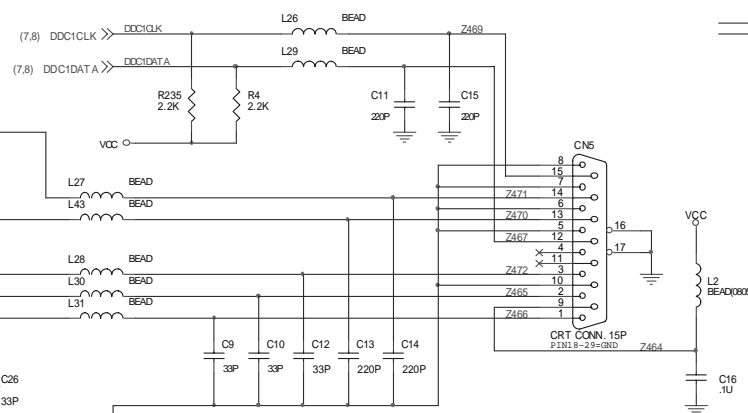 L26 BEAD
(7,8) DDC1CLK DDC1CLK Z469
L29 BEAD
(7,8) DDC1DATA DDC1DATA
R235 2.2K
R4 2.2K
C11 220P
C15 220P
VCC
CN5
8
15
7
14
6
13
5
12
4
11
3
10
2
9
1
16
17
L27 BEAD Z471
L43 BEAD Z470
Z467
L28 BEAD Z472
L30 BEAD Z465
L31 BEAD Z466
VCC
L2
BEAD(0805
CRT CONN. 15P
PIN18-29=GND
Z464
C9 33P
C10 33P
C12 33P
C13 220P
C14 220P
C16
.1U
C26
33P